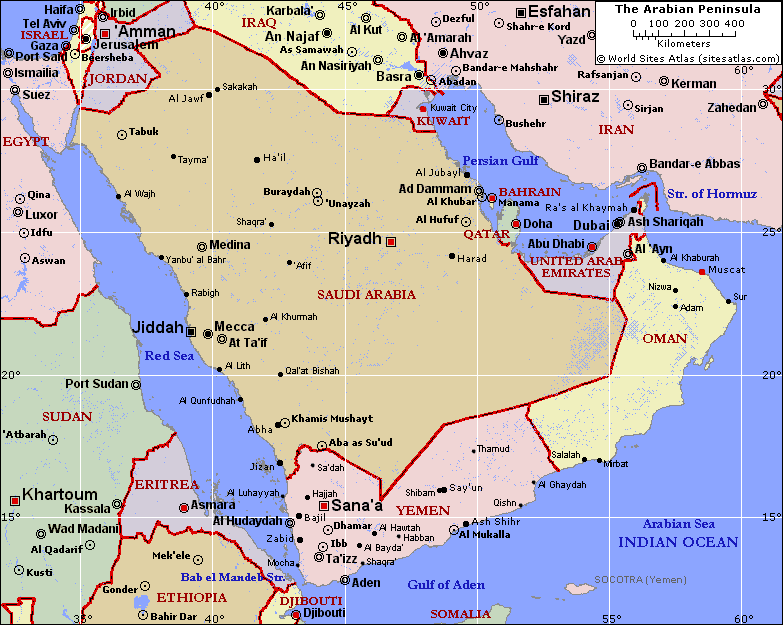 The Arabian Peninsula
0 100 200 300 400
Kilometers
© World Sites Atlas (sitesatlas.com)
45°
50°
Haifa
Irbid
Karbala'
IRAQ
Dezful
Esfahan
Shahr-e Kord
Yazd
Tel Aviv
ISRAEL
'Amman
An Najaf
Al Kut
Al 'Amarah
Gaza
Jerusalem
As Samawah
Ahvaz
Port Said
Beersheba
An Nasiriyah
Bandar-e Mahshahr
Rafsanjan
Ismailia
JORDAN
Basra
Abadan
Kerman
30°
Suez
Sakakah
Al Jawf
Shiraz
Sirjan
Zahedan
Kuwait City
KUWAIT
Bushehr
IRAN
EGYPT
Tabuk
Tayma'
Ha'il
Persian Gulf
Bandar-e Abbas
Al Jubayl
Str. of Hormuz
Qina
Al Wajh
Buraydah
'Unayzah
Ad Dammam
BAHRAIN
Al Khubar
Manama
Ra's al Khaymah
Luxor
Shaqra'
Al Hufuf
Doha
Dubai
Ash Shariqah
Idfu
QATAR
25°
Medina
Riyadh
Abu Dhabi
Al 'Ayn
Aswan
Yanbu' al Bahr
'Afif
Harad
UNITED ARAB
EMIRATES
Al Khaburah
Muscat
Rabigh
SAUDI ARABIA
Nizwa
Sur
Adam
Al Khurmah
Jiddah
Mecca
At Ta'if
OMAN
Red Sea
Al Lith
Qal'at Bishah
20°
Port Sudan
Al Qunfudhah
SUDAN
Khamis Mushayt
Abha
'Atbarah
Aba as Su'ud
Thamud
Salalah
Mirbat
Jizan
Sa'dah
ERITREA
Al Luhayyah
Hajjah
Shibam
Say'un
Al Ghaydah
Khartoum
Kassala
Asmara
Sana'a
YEMEN
Qishn
15°
Al Hudaydah
Bajil
Ash Shihr
Arabian Sea
Wad Madani
Dhamar
Al Hawtah
Al Mukalla
INDIAN OCEAN
Zabid
Habban
Al Qadarif
Ibb
Al Bayda'
Mek'ele
Ta'izz
Mocha
Shaqra'
Kusti
Bab el Mandeb Str.
Aden
Gulf of Aden
SOCOTRA (Yemen)
Gonder
ETHIOPIA
DJIBOUTI
Bahir Dar
Djibouti
SOMALIA
35°
40°
45°
50°
55°
60°